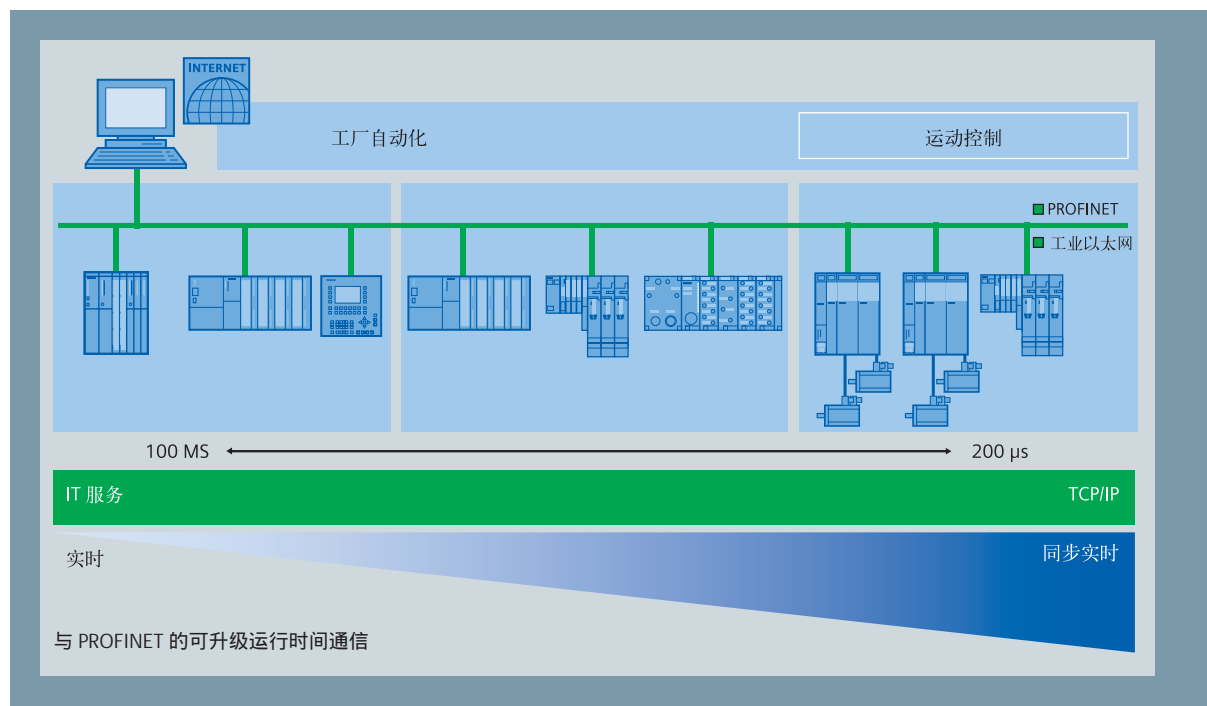 INTERNET
工厂自动化
运动控制
PROFINET
工业以太网
100 MS
200 µs
IT 服务
TCP/IP
实时
同步实时
与 PROFINET 的可升级运行时间通信